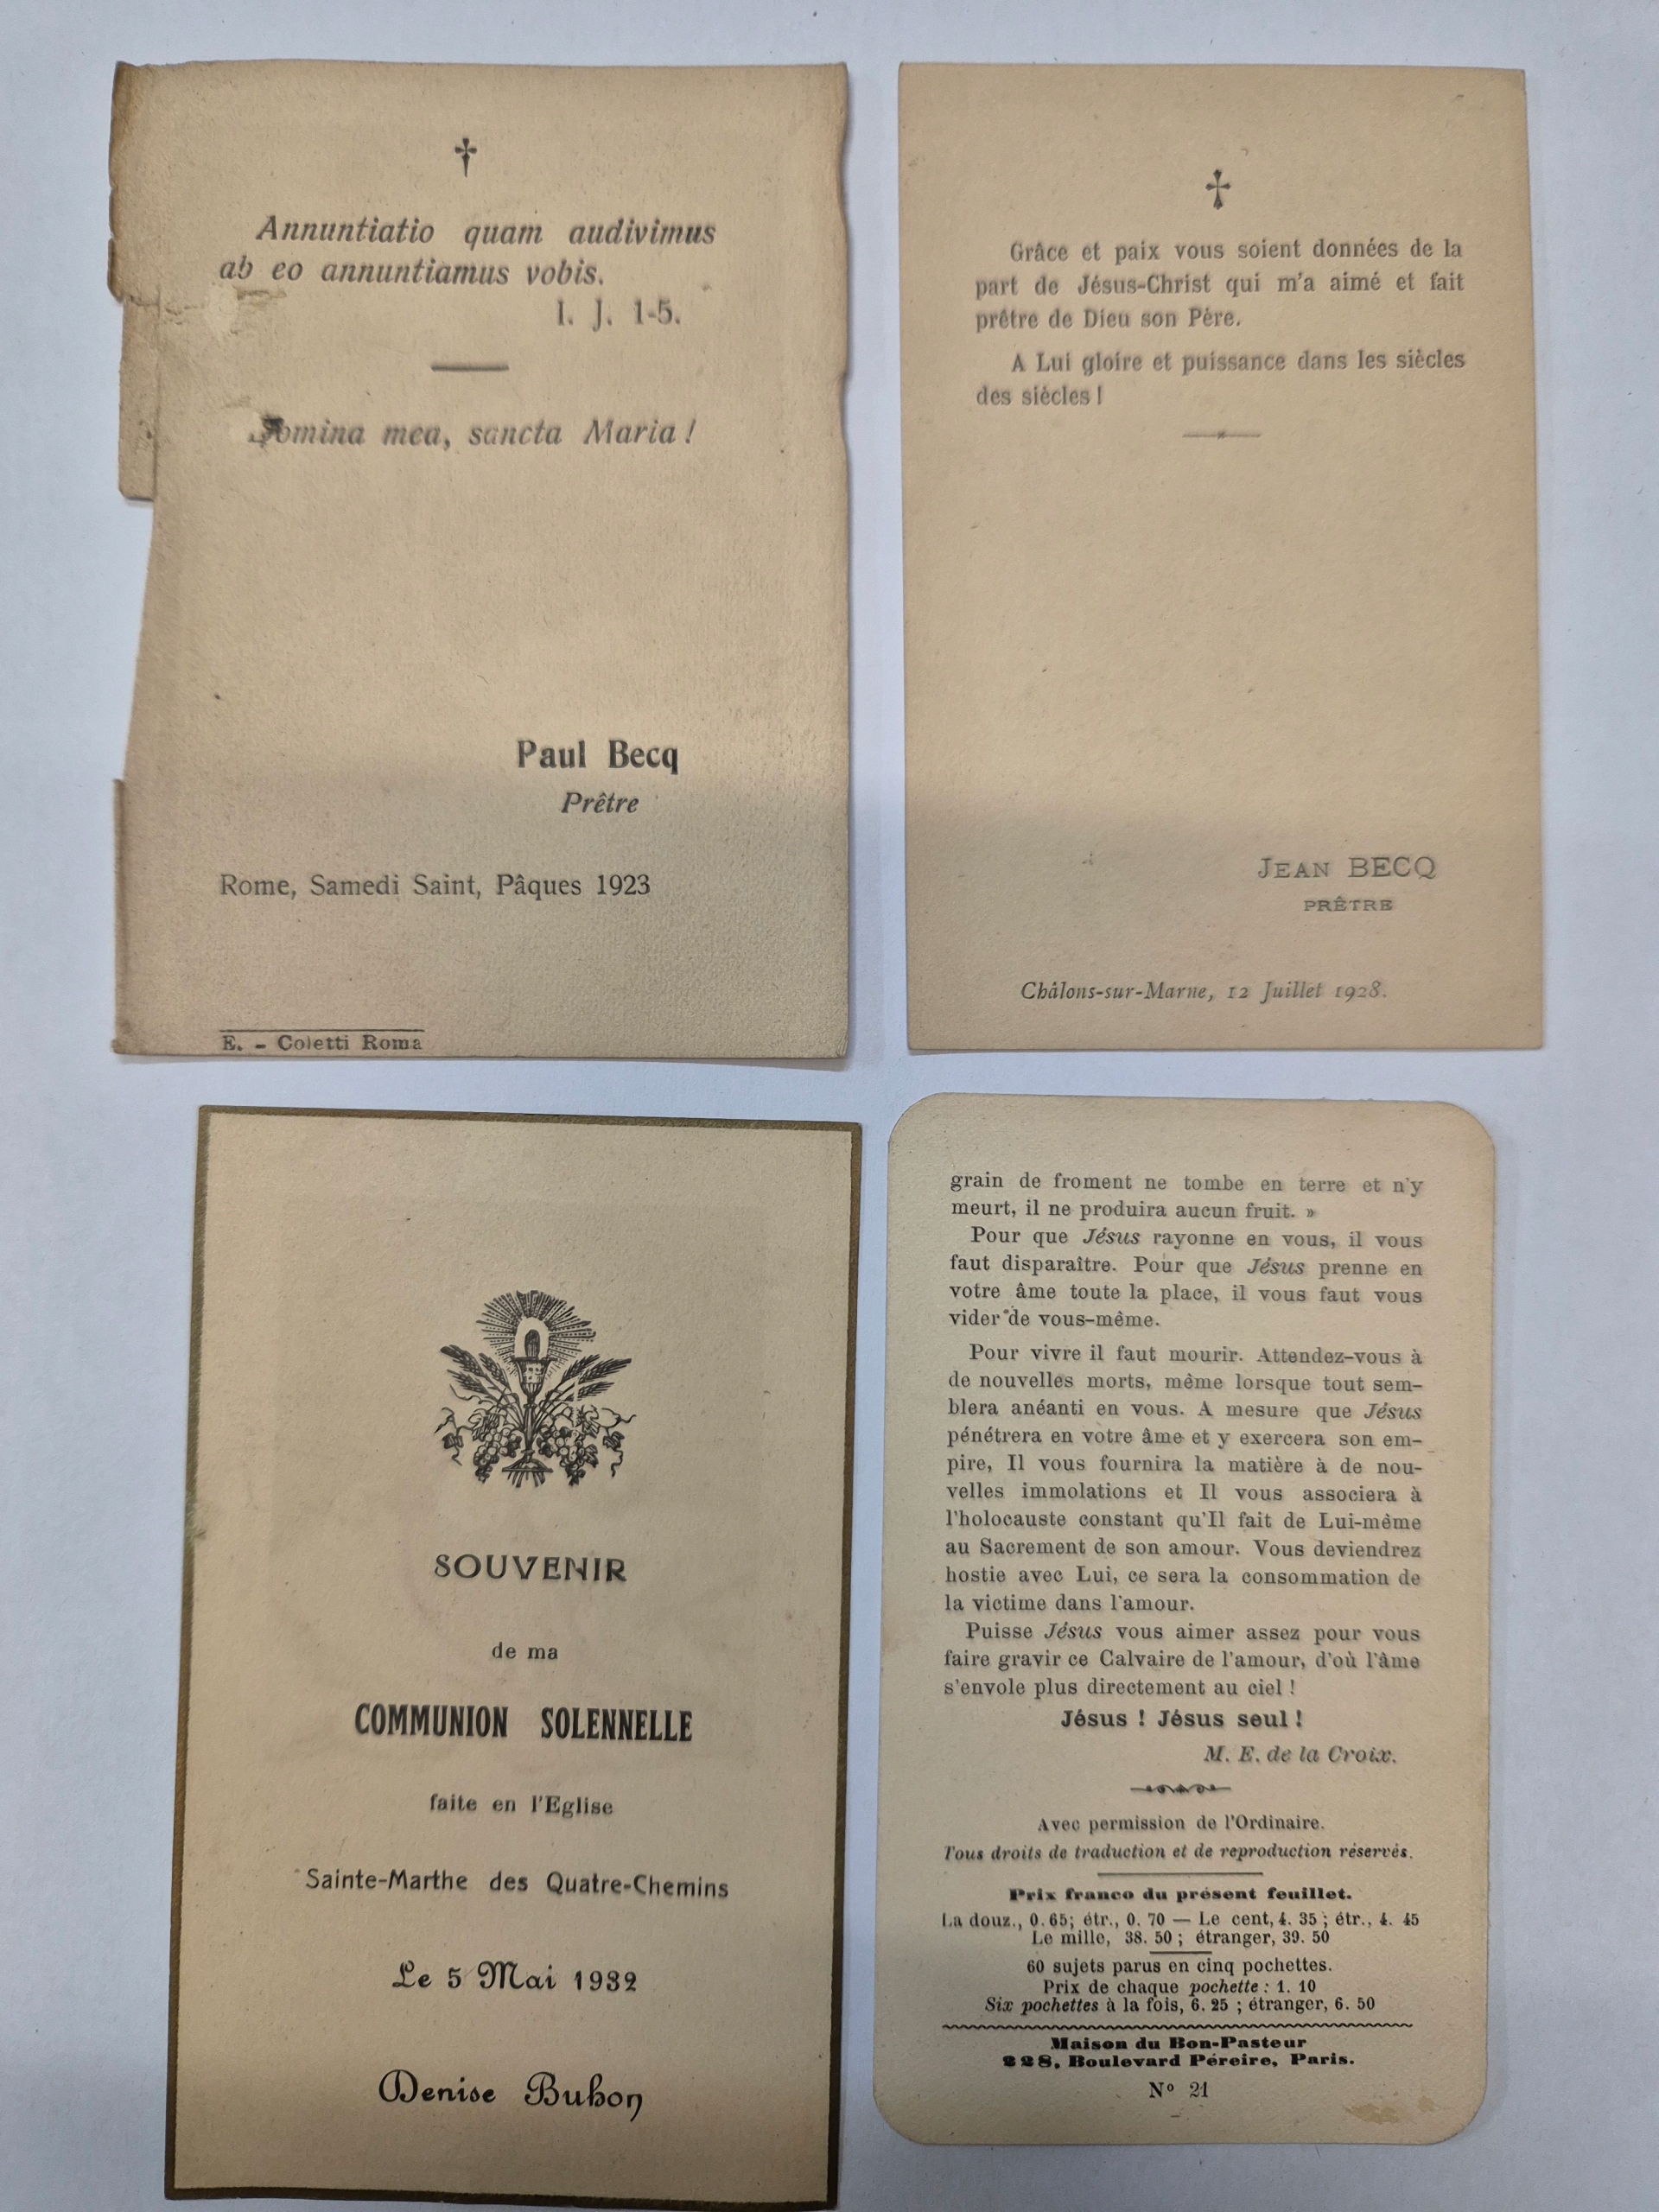 Annuntiatio quam audivimus
ab eo annuntiamus vobis.
I. J. 1-5.
Domina mea, sancta Maria !
Paul Becq
Prêtre
Rome, Samedi Saint, Pâques 1923
E. - Coletti Roma
Grâce et paix vous soient données de la
part de Jésus-Christ qui m'a aimé et fait
prêtre de Dieu son Père.
A Lui gloire et puissance dans les siècles
des siècles !
JEAN BECQ
PRÊTRE
Châlons-sur-Marne, 12 Juillet 1928.
SOUVENIR
de ma
COMMUNION SOLENNELLE
faite en l'Eglise
Sainte-Marthe des Quatre-Chemins
Le 5 Mai 1932
Denise Buhon
grain de froment ne tombe en terre et n'y
meurt, il ne produira aucun fruit. »
Pour que Jésus rayonne en vous, il vous
faut disparaître. Pour que Jésus prenne en
votre âme toute la place, il vous faut vous
vider de vous-même.
Pour vivre il faut mourir. Attendez-vous à
de nouvelles morts, même lorsque tout sem-
blera anéanti en vous. A mesure que Jésus
pénétrera en votre âme et y exercera son em-
pire, Il vous fournira la matière à de nou-
velles immolations et Il vous associera à
l'holocauste constant qu'Il fait de Lui-même
au Sacrement de son amour. Vous deviendrez
hostie avec Lui, ce sera la consommation de
la victime dans l'amour.
Puisse Jésus vous aimer assez pour vous
faire gravir ce Calvaire de l'amour, d'où l'âme
s'envole plus directement au ciel !
Jésus ! Jésus seul !
M. E. de la Croix.
Avec permission de l'Ordinaire.
Tous droits de traduction et de reproduction réservés.
Prix franco du présent feuillet.
La douz., 0.65; étr., 0. 70 — Le cent, 4. 35 ; étr., 4. 45
Le mille, 38. 50 ; étranger, 39. 50
60 sujets parus en cinq pochettes.
Prix de chaque pochette : 1. 10
Six pochettes à la fois, 6. 25 ; étranger, 6. 50
Maison du Bon-Pasteur
228, Boulevard Péreire, Paris.
N° 21